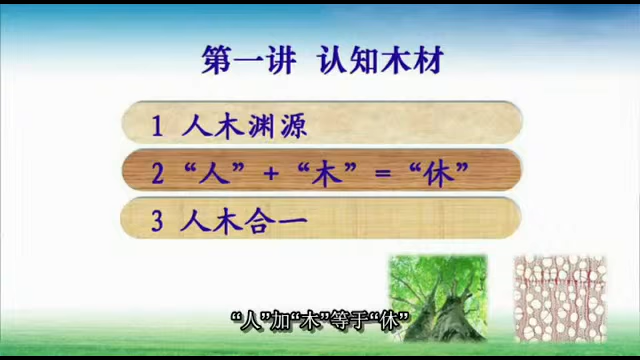 第一讲 认知木材
1 人木渊源
2 “人” + “木” = “休”
3 人木合一
“人”加“木”等于“休”